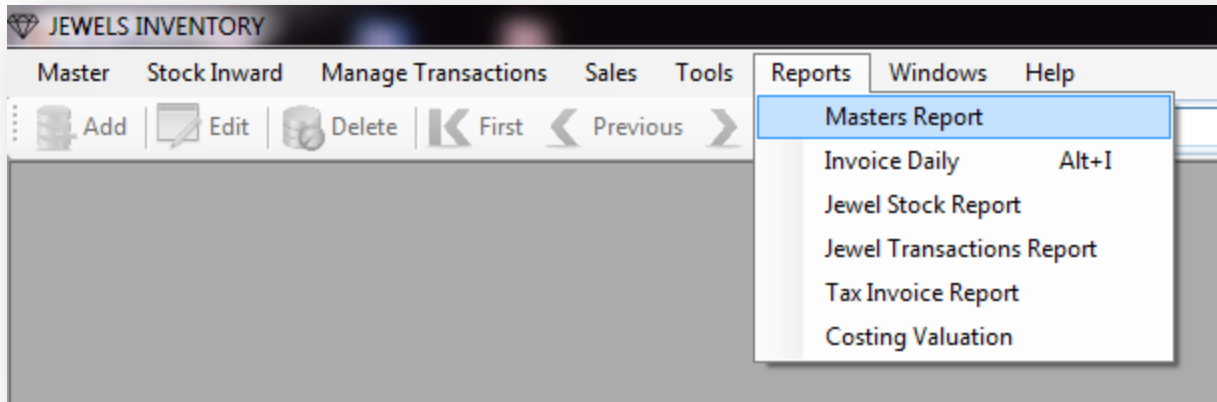 JEWELS INVENTORY
Master Stock Inward Manage Transactions Sales Tools Reports Windows Help
Add Edit Delete First Previous
Masters Report
Invoice Daily Alt+I
Jewel Stock Report
Jewel Transactions Report
Tax Invoice Report
Costing Valuation